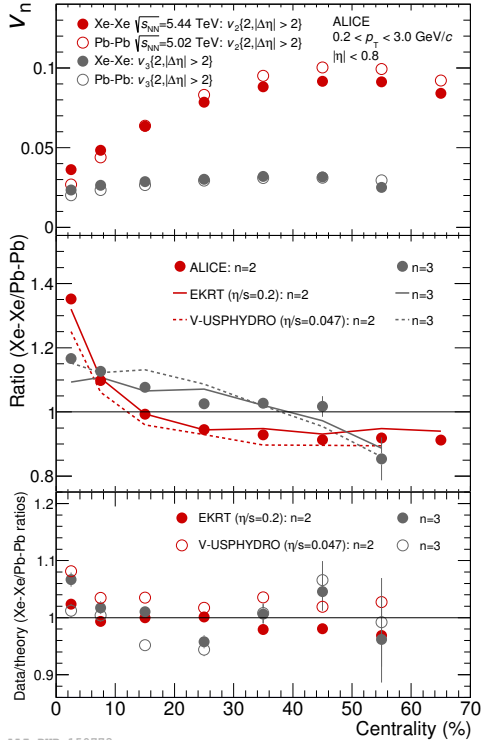 v_n
Xe-Xe √s_NN=5.44 TeV: v₂{2,|Δη| > 2}
Pb-Pb √s_NN=5.02 TeV: v₂{2,|Δη| > 2}
Xe-Xe: v₃{2,|Δη| > 2}
Pb-Pb: v₃{2,|Δη| > 2}
ALICE
0.2 < p_T < 3.0 GeV/c
|η| < 0.8
0.1
0.05
0
Ratio (Xe-Xe/Pb-Pb)
ALICE: n=2
n=3
EKRT (η/s=0.2): n=2
n=3
V-USPHYDRO (η/s=0.047): n=2
n=3
1.4
1.2
1
0.8
Data/theory (Xe-Xe/Pb-Pb ratios)
EKRT (η/s=0.2): n=2
n=3
V-USPHYDRO (η/s=0.047): n=2
n=3
1.2
1.1
1
0.9
0 10 20 30 40 50 60 70
Centrality (%)